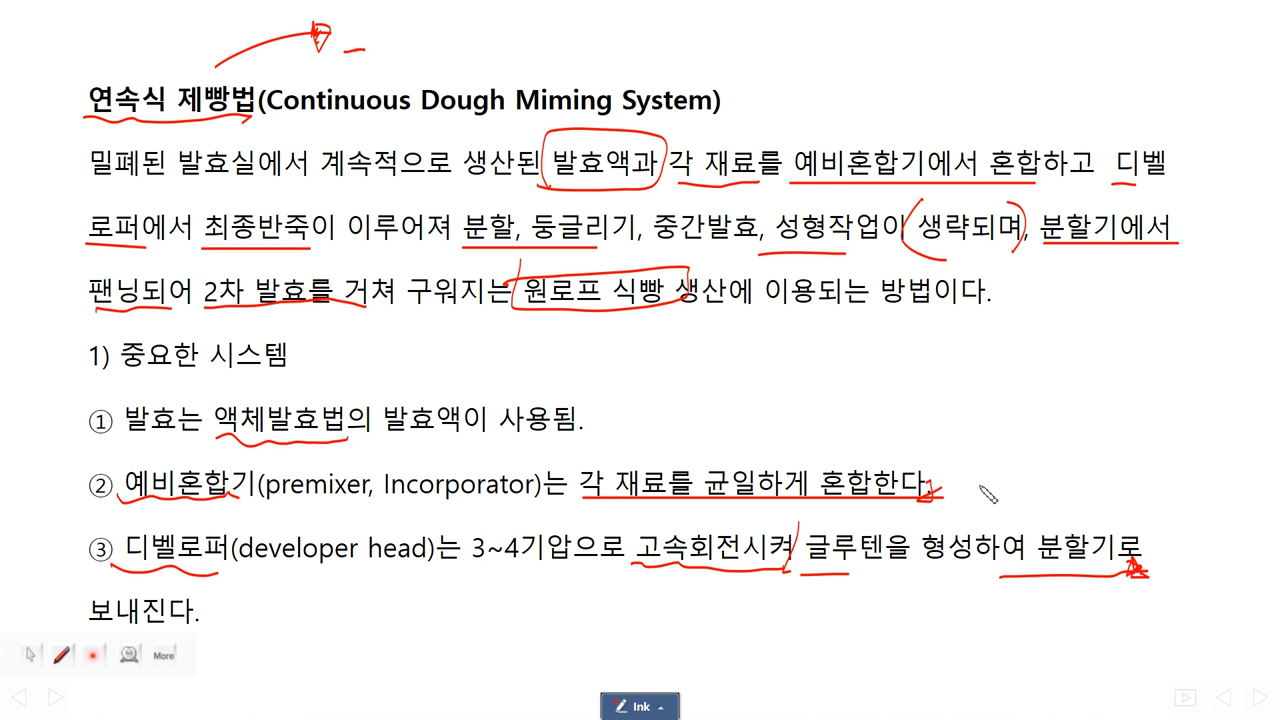 연속식 제빵법(Continuous Dough Miming System)
밀폐된 발효실에서 계속적으로 생산된 발효액과 각 재료를 예비혼합기에서 혼합하고 디벨
로퍼에서 최종반죽이 이루어져 분할, 둥글리기, 중간발효, 성형작업이 생략되며, 분할기에서
팬닝되어 2차 발효를 거쳐 구워지는 원로프 식빵 생산에 이용되는 방법이다.
1) 중요한 시스템
① 발효는 액체발효법의 발효액이 사용됨.
② 예비혼합기(premixer, Incorporator)는 각 재료를 균일하게 혼합한다.
③ 디벨로퍼(developer head)는 3~4기압으로 고속회전시켜 글루텐을 형성하여 분할기로
보내진다.
More
Ink